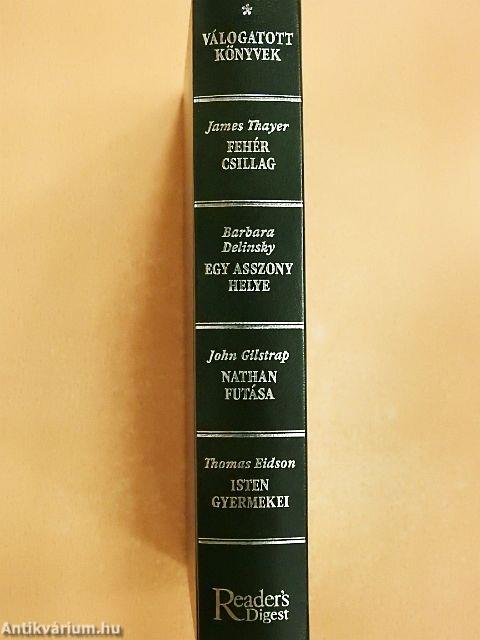 *
VÁLOGATOTT
KÖNYVEK
James Thayer
FEHÉR
CSILLAG
Barbara
Delinsky
EGY ASSZONY
HELYE
John Gilstrap
NATHAN
FUTÁSA
Thomas Eidson
ISTEN
GYERMEKEI
Reader's
Digest
Antikvárium.hu